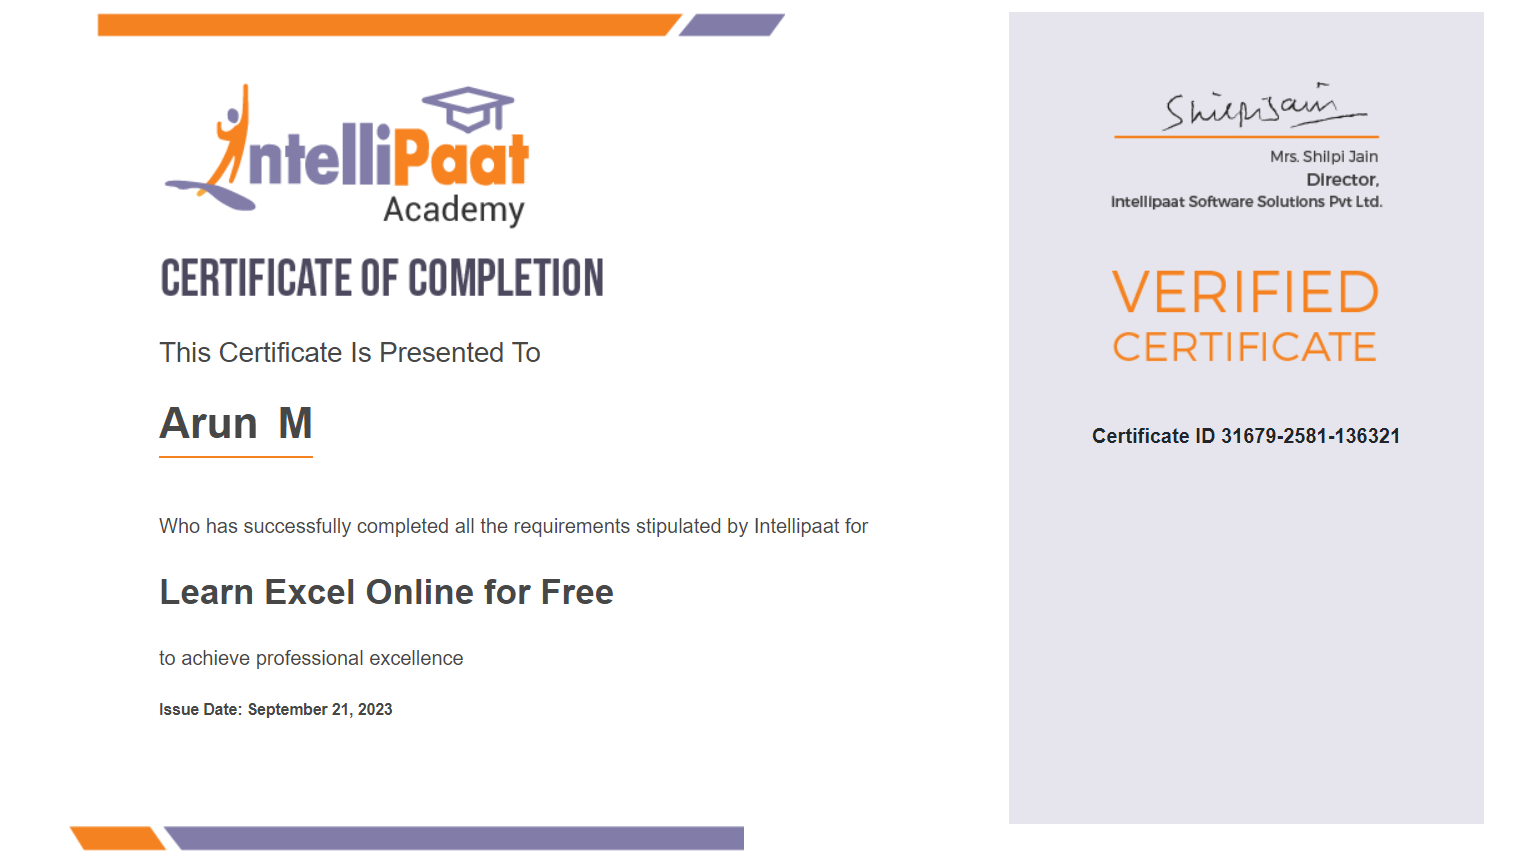 IntelliPaat
Academy
CERTIFICATE OF COMPLETION
This Certificate Is Presented To
Arun M
Who has successfully completed all the requirements stipulated by Intellipaat for
Learn Excel Online for Free
to achieve professional excellence
Issue Date: September 21, 2023
Shilpi Jain
Mrs. Shilpi Jain
Director,
Intellipaat Software Solutions Pvt Ltd.
VERIFIED
CERTIFICATE
Certificate ID 31679-2581-136321